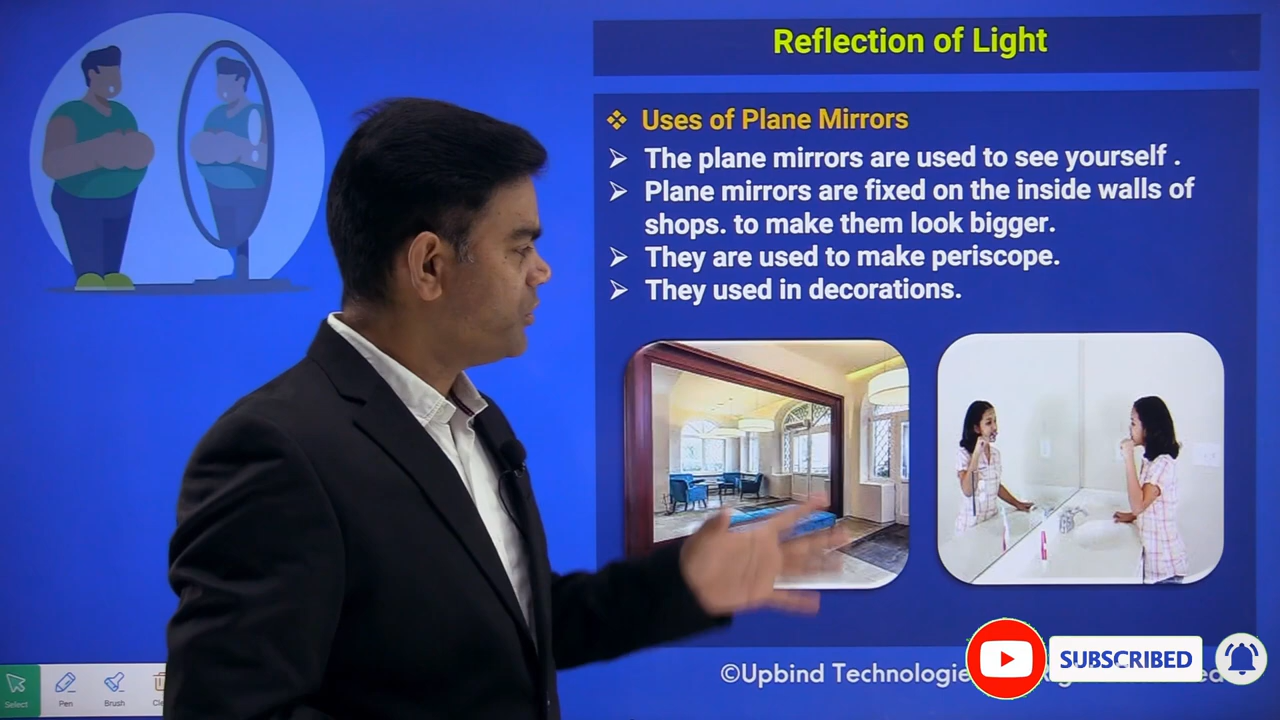 Reflection of Light
❖ Uses of Plane Mirrors
➢ The plane mirrors are used to see yourself .
➢ Plane mirrors are fixed on the inside walls of
shops. to make them look bigger.
➢ They are used to make periscope.
➢ They used in decorations.
©Upbind Technologie
SUBSCRIBED
Select
Pen
Brush